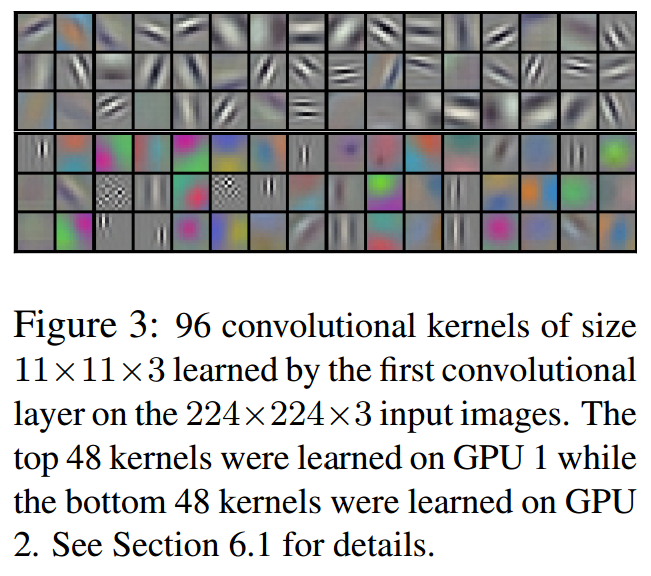 Figure 3: 96 convolutional kernels of size
11×11×3 learned by the first convolutional
layer on the 224×224×3 input images. The
top 48 kernels were learned on GPU 1 while
the bottom 48 kernels were learned on GPU
2. See Section 6.1 for details.